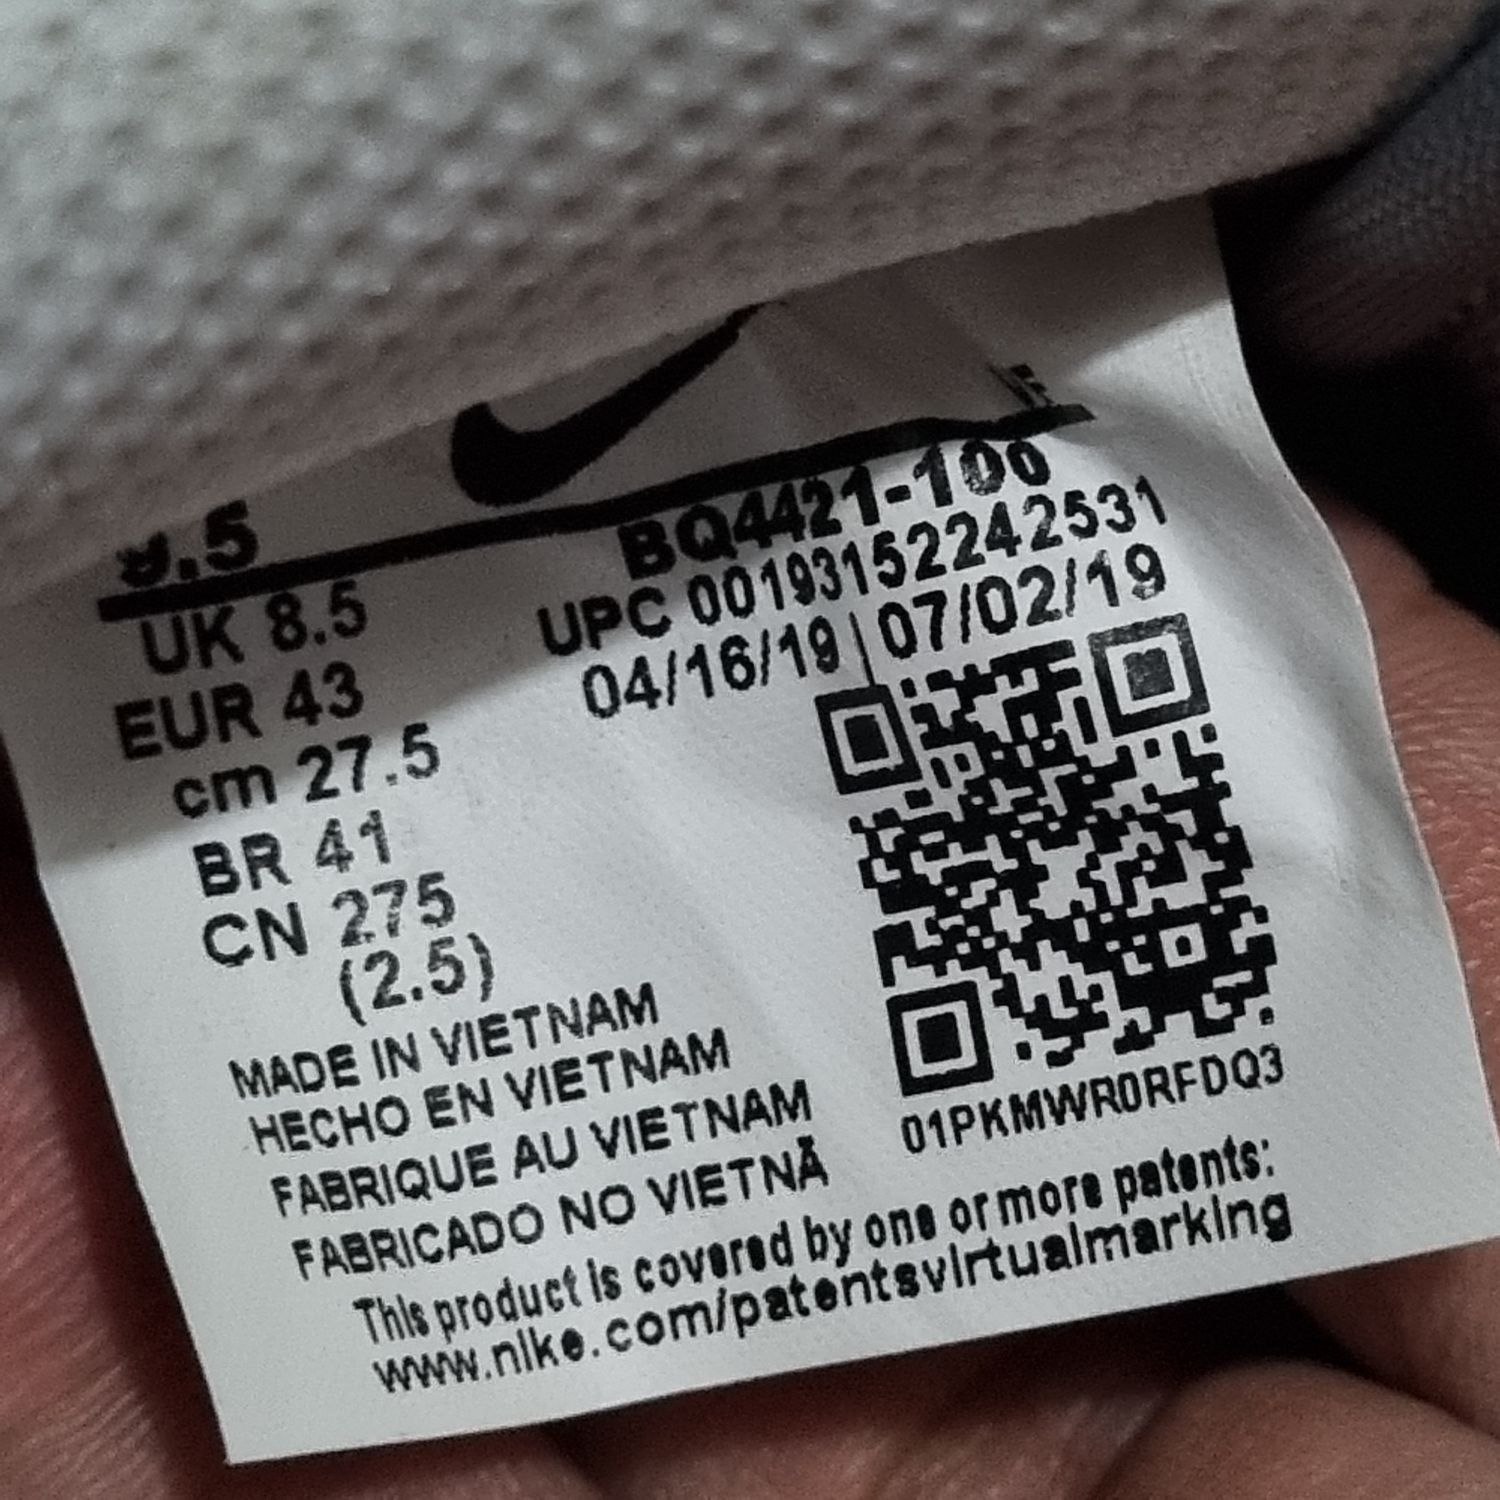 9.5
UK 8.5
EUR 43
cm 27.5
BR 41
CN 275
(2.5)
BQ4421-100
UPC 00193152242531
04/16/19 | 07/02/19
01PKMWR0RFDQ3
MADE IN VIETNAM
HECHO EN VIETNAM
FABRIQUE AU VIETNAM
FABRICADO NO VIETNÃ
This product is covered by one or more patents:
www.nike.com/patentsvirtualmarking